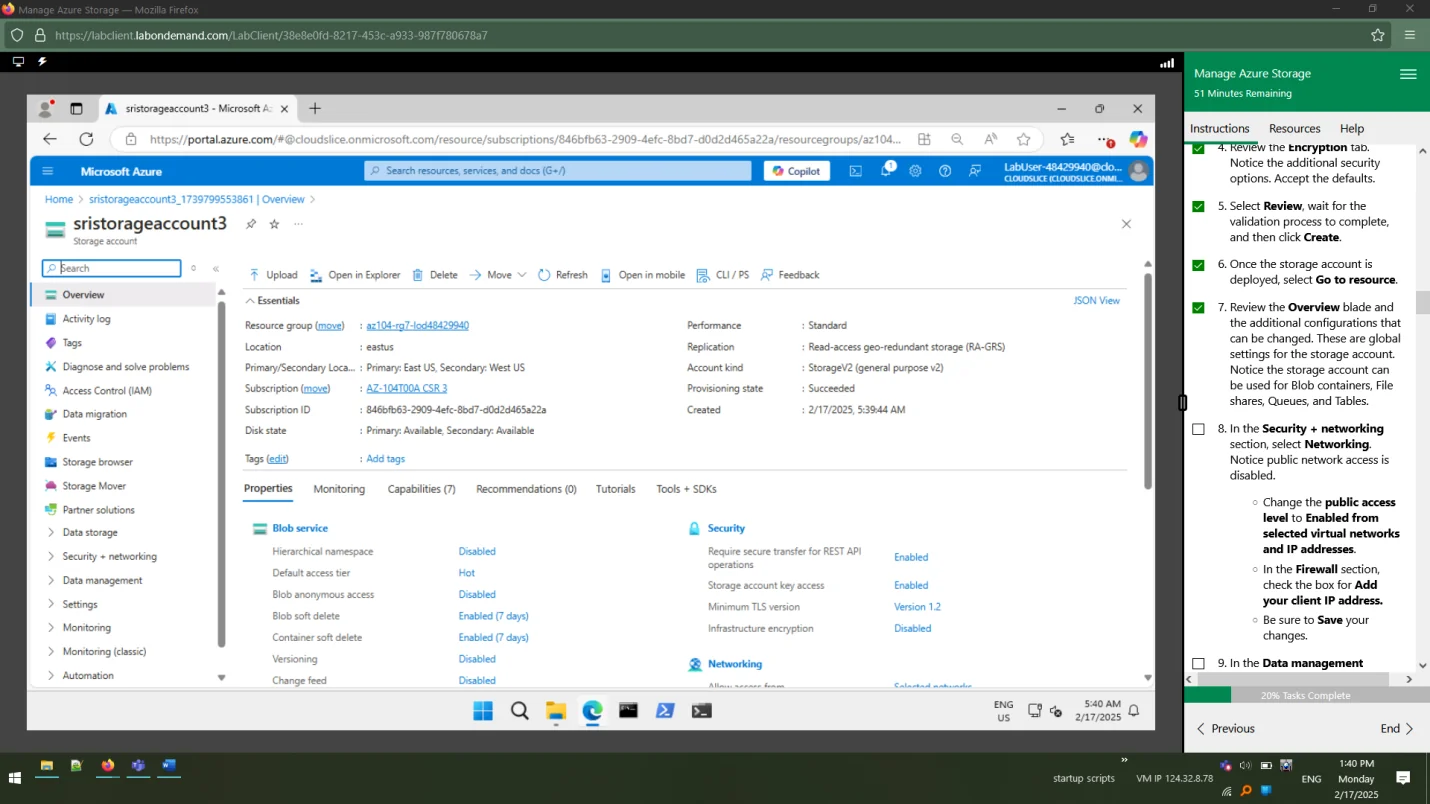 Manage Azure Storage — Mozilla Firefox
https://labclient.labondemand.com/LabClient/38e8e0fd-8217-453c-a933-987f780678a7
sristorageaccount3 - Microsoft Az
https://portal.azure.com/#@cloudslice.onmicrosoft.com/resource/subscriptions/846bfb63-2909-4efc-8bd7-d0d2d465a22a/resourcegroups/az104...
Microsoft Azure
Search resources, services, and docs (G+/)
Copilot
1
LabUser-48429940@clo...
CLOUDSLICE (CLOUDSLICE.ONMI...
Home > sristorageaccount3_1739799553861 | Overview >
sristorageaccount3
Storage account
Search
Overview
Activity log
Tags
Diagnose and solve problems
Access Control (IAM)
Data migration
Events
Storage browser
Storage Mover
Partner solutions
Data storage
Security + networking
Data management
Settings
Monitoring
Monitoring (classic)
Automation
Upload Open in Explorer Delete Move Refresh Open in mobile CLI / PS Feedback
Essentials
JSON View
Resource group (move) : az104-rg7-lod48429940
Location : eastus
Primary/Secondary Loca... : Primary: East US, Secondary: West US
Subscription (move) : AZ-104T00A CSR 3
Subscription ID : 846bfb63-2909-4efc-8bd7-d0d2d465a22a
Disk state : Primary: Available, Secondary: Available
Tags (edit) : Add tags
Performance : Standard
Replication : Read-access geo-redundant storage (RA-GRS)
Account kind : StorageV2 (general purpose v2)
Provisioning state : Succeeded
Created : 2/17/2025, 5:39:44 AM
Properties Monitoring Capabilities (7) Recommendations (0) Tutorials Tools + SDKs
Blob service
Hierarchical namespace Disabled
Default access tier Hot
Blob anonymous access Disabled
Blob soft delete Enabled (7 days)
Container soft delete Enabled (7 days)
Versioning Disabled
Change feed Disabled
Security
Require secure transfer for REST API
operations Enabled
Storage account key access Enabled
Minimum TLS version Version 1.2
Infrastructure encryption Disabled
Networking
Allow access from Selected networks
ENG
US
5:40 AM
2/17/2025
Manage Azure Storage
51 Minutes Remaining
Instructions Resources Help
4. Review the Encryption tab.
Notice the additional security
options. Accept the defaults.
5. Select Review, wait for the
validation process to complete,
and then click Create.
6. Once the storage account is
deployed, select Go to resource.
7. Review the Overview blade and
the additional configurations that
can be changed. These are global
settings for the storage account.
Notice the storage account can
be used for Blob containers, File
shares, Queues, and Tables.
8. In the Security + networking
section, select Networking.
Notice public network access is
disabled.
Change the public access
level to Enabled from
selected virtual networks
and IP addresses.
In the Firewall section,
check the box for Add
your client IP address.
Be sure to Save your
changes.
9. In the Data management
20% Tasks Complete
Previous
End
startup scripts
VM IP 124.32.8.78
ENG
1:40 PM
Monday
2/17/2025